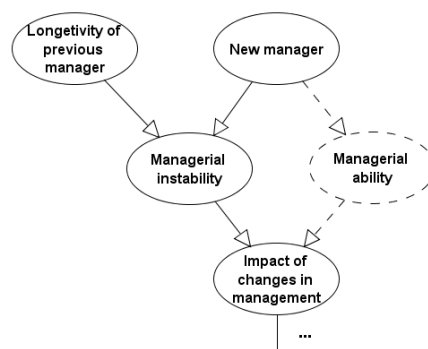 Longetivity of
previous
manager
New manager
Managerial
instability
Managerial
ability
Impact of
changes in
management
...